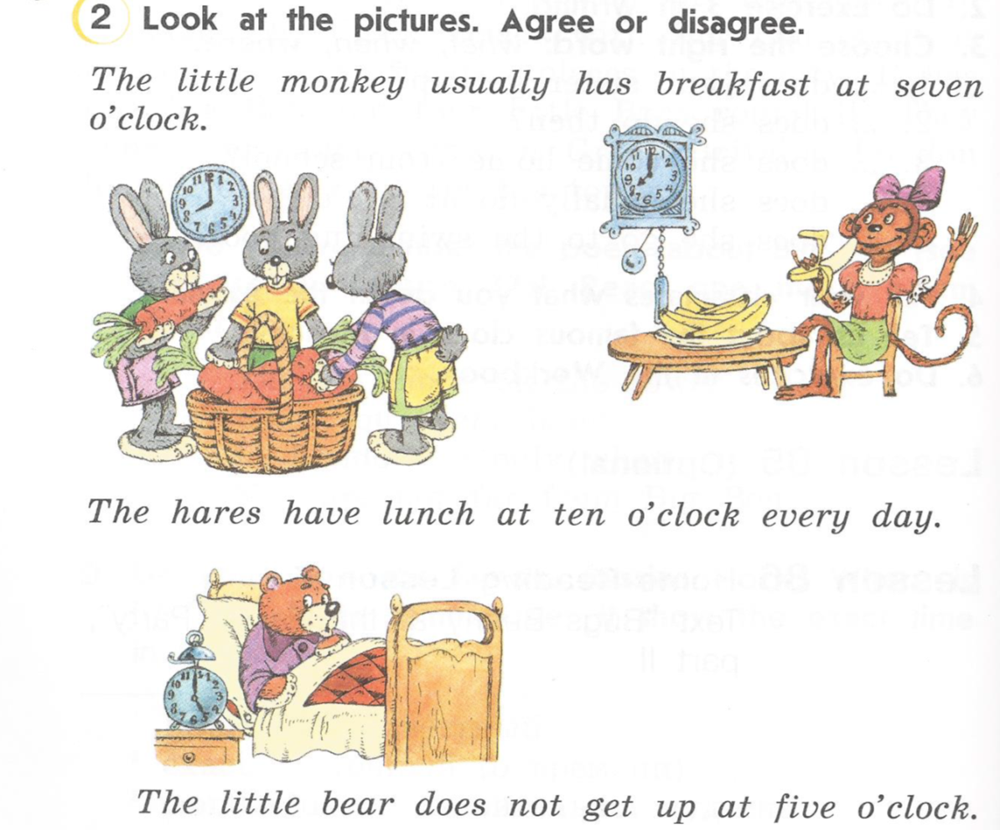 2 Look at the pictures. Agree or disagree.
The little monkey usually has breakfast at seven
o'clock.
The hares have lunch at ten o'clock every day.
The little bear does not get up at five o'clock.